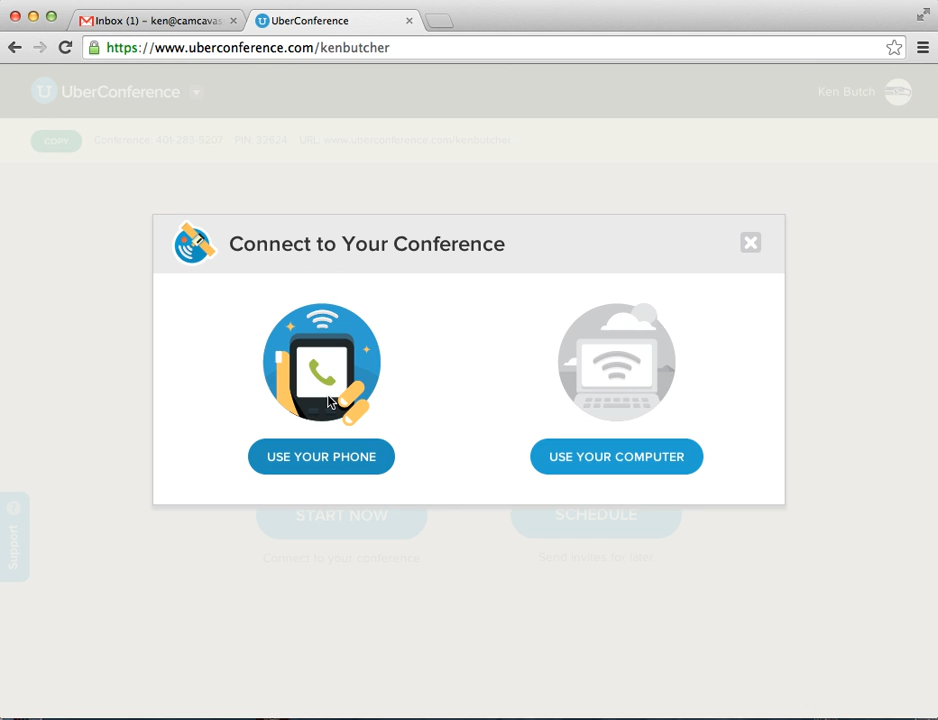 Inbox (1) - ken@camcavas
UberConference
https://www.uberconference.com/kenbutcher
UberConference
Ken Butch
COPY
Conference: 401-283-5207 PIN: 32624 URL: www.uberconference.com/kenbutcher
Connect to Your Conference
USE YOUR PHONE
USE YOUR COMPUTER
START NOW
SCHEDULE
Connect to your conference
Send invites for later
Support